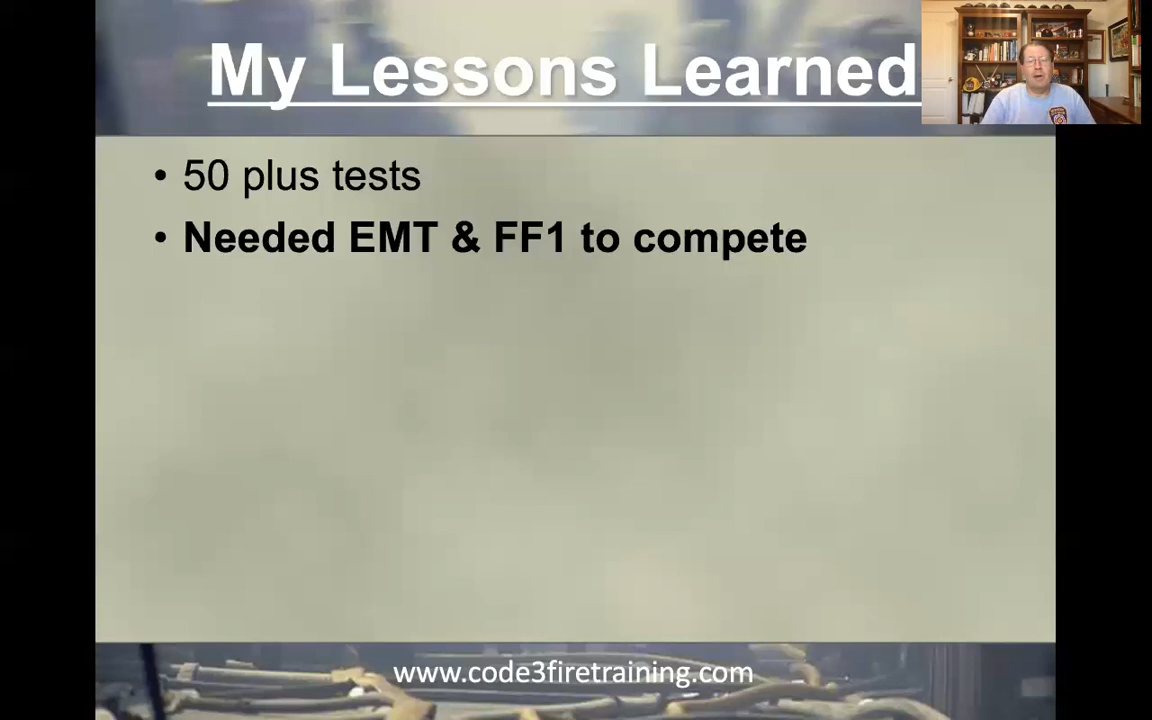 My Lessons Learned
• 50 plus tests
• Needed EMT & FF1 to compete
www.code3firetraining.com